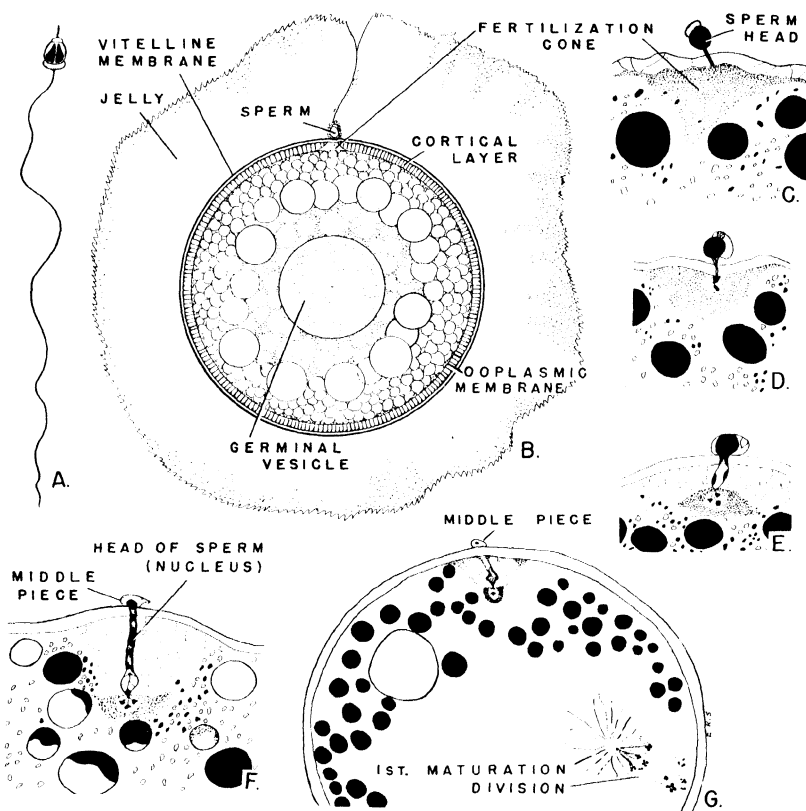 VITELLINE
MEMBRANE
JELLY
SPERM
FERTILIZATION
CONE
CORTICAL
LAYER
OOPLASMIC
MEMBRANE
GERMINAL
VESICLE
A.
B.
SPERM
HEAD
C.
D.
E.
HEAD OF SPERM
(NUCLEUS)
MIDDLE
PIECE
F.
MIDDLE PIECE
1ST. MATURATION
DIVISION
G.
E.R.S.